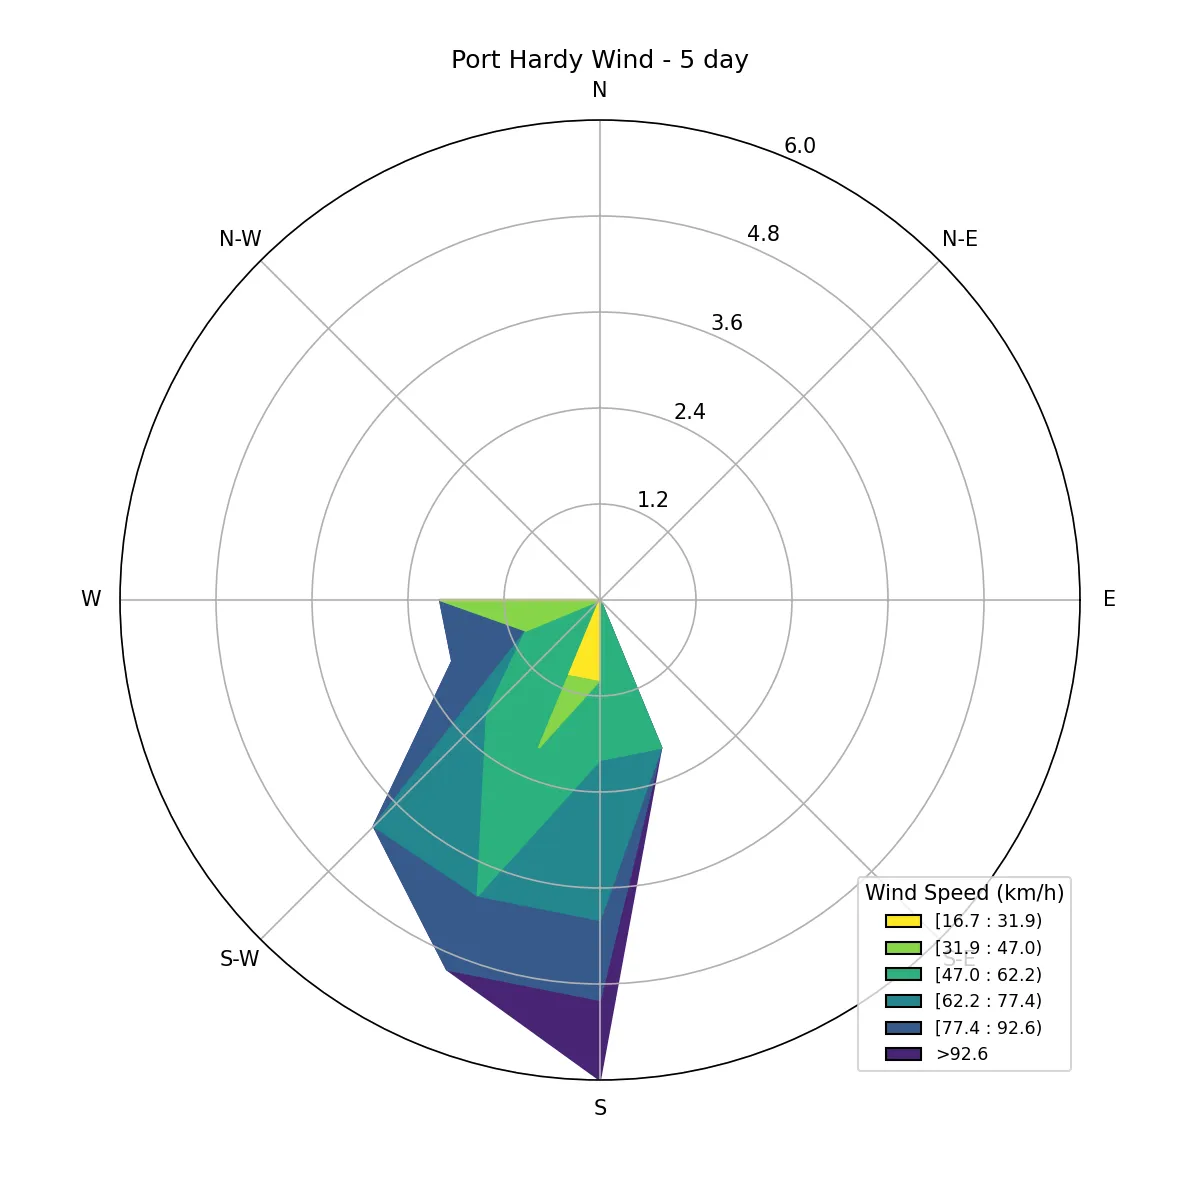 Port Hardy Wind - 5 day
N
6.0
N-W
4.8
N-E
3.6
2.4
1.2
W
E
Wind Speed (km/h)
[16.7 : 31.9)
[31.9 : 47.0)
S-W
S-E
[47.0 : 62.2)
[62.2 : 77.4)
[77.4 : 92.6)
>92.6
S